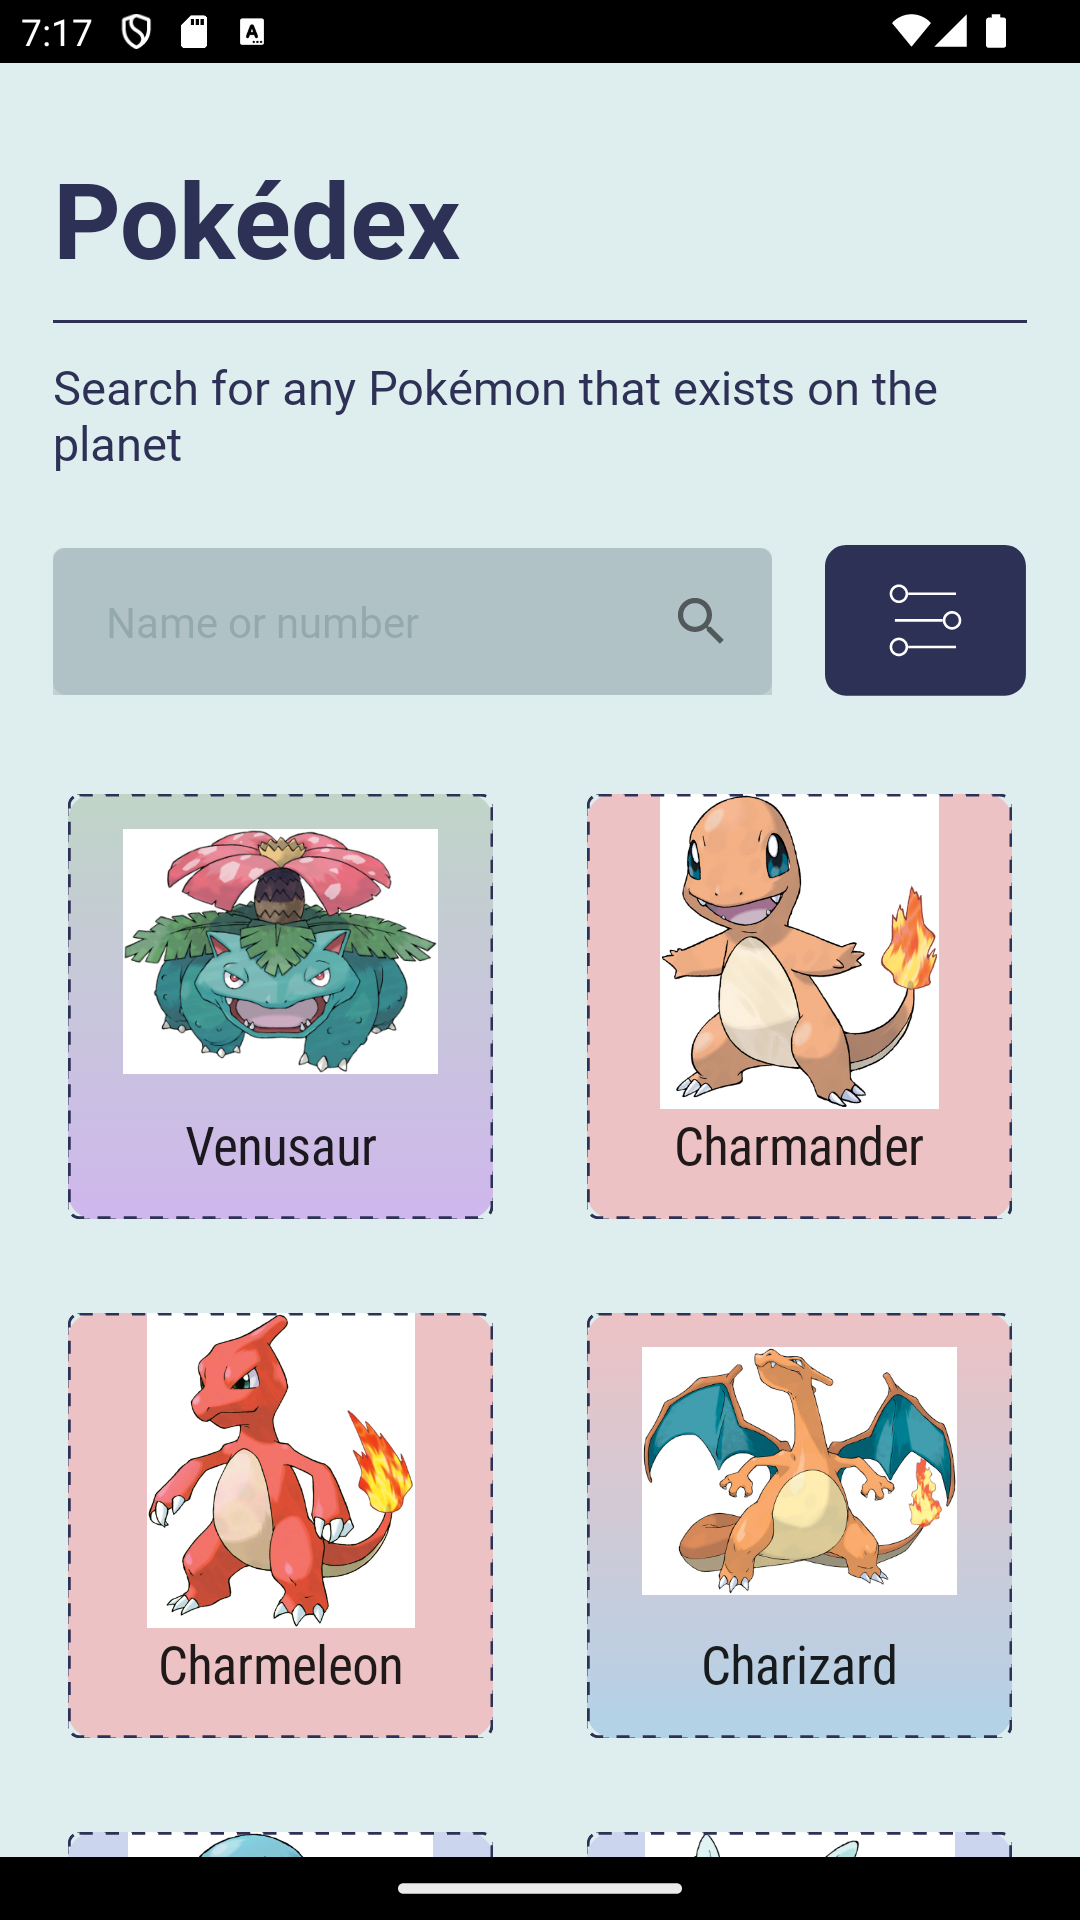 7:17
A
Pokédex
Search for any Pokémon that exists on the
planet
Name or number
Venusaur
Charmander
Charmeleon
Charizard